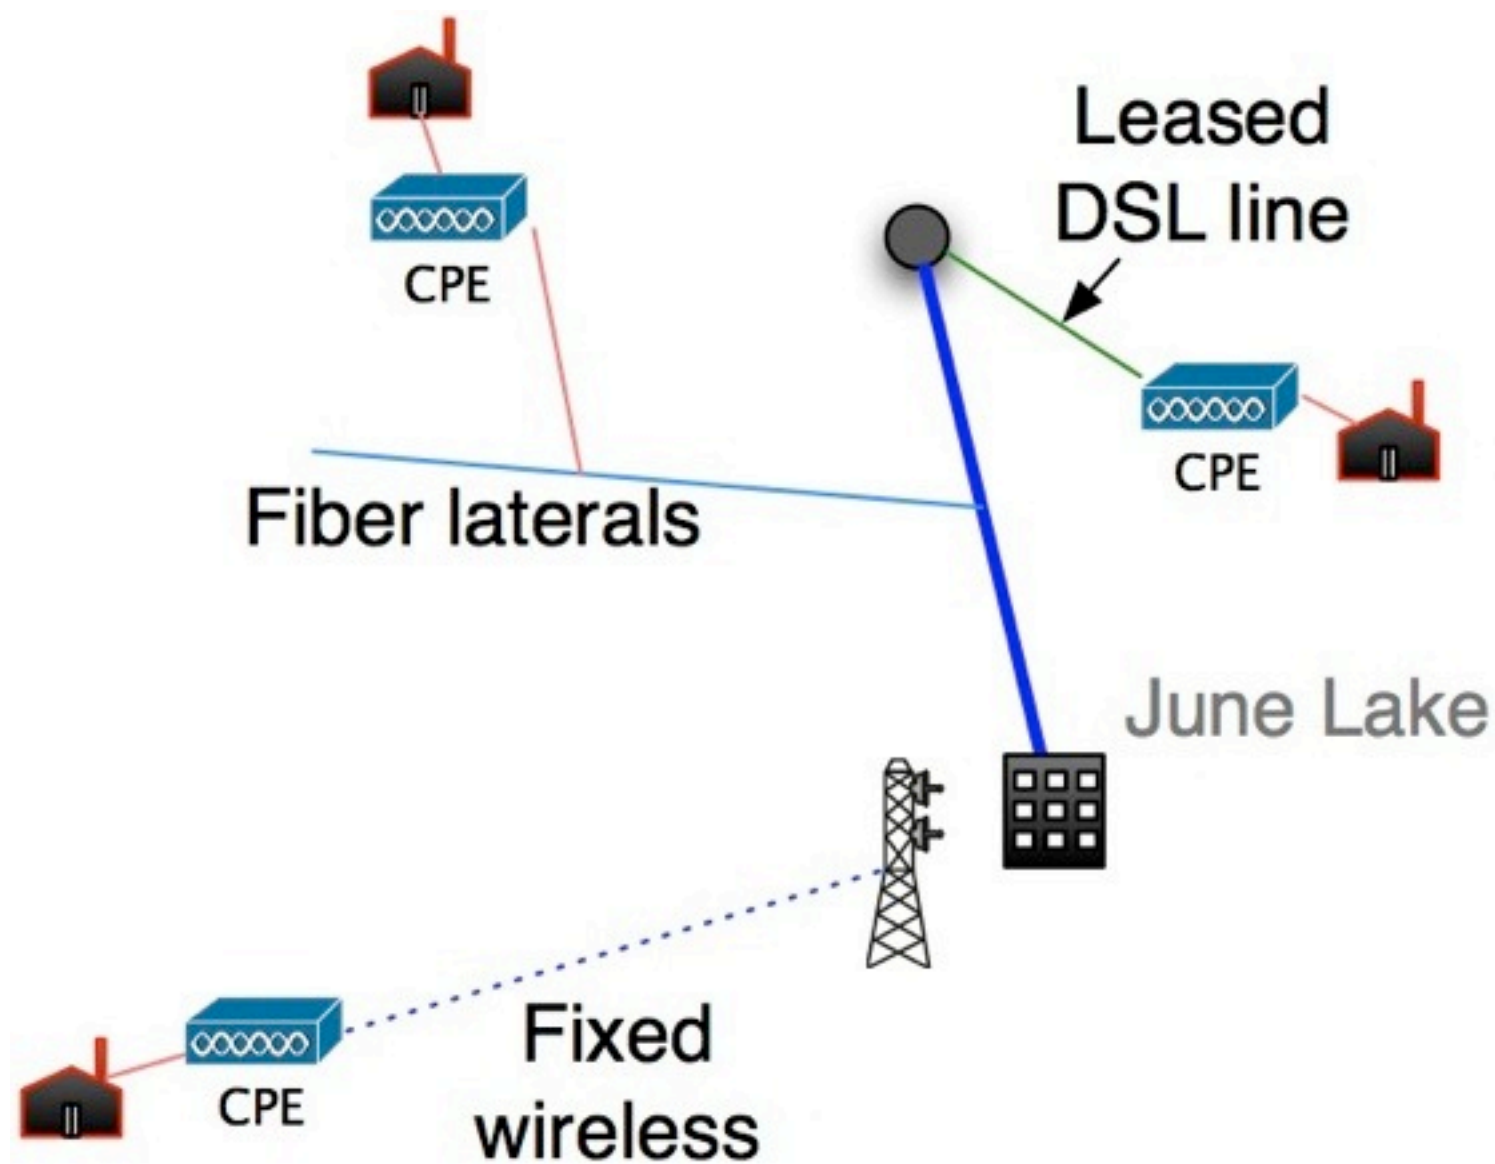 Leased
DSL line
CPE
CPE
Fiber laterals
June Lake
Fixed
wireless
CPE